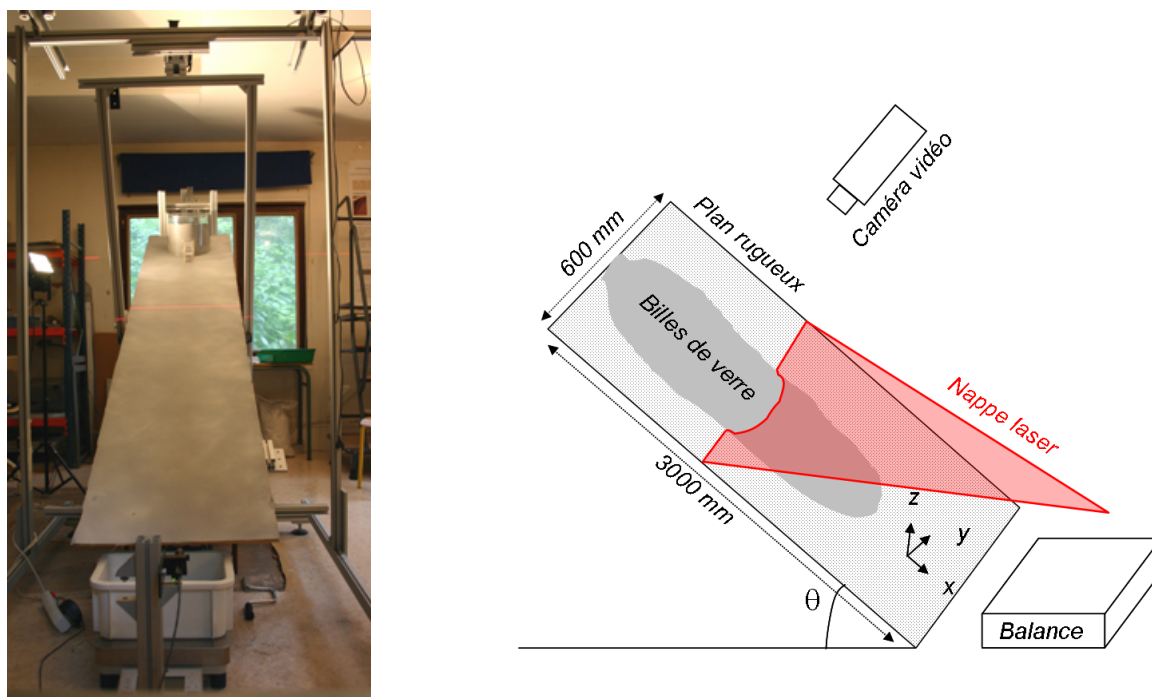 Caméra vidéo
600 mm
Plan rugueux
Billes de verre
Nappe laser
3000 mm
z
y
x
θ
Balance